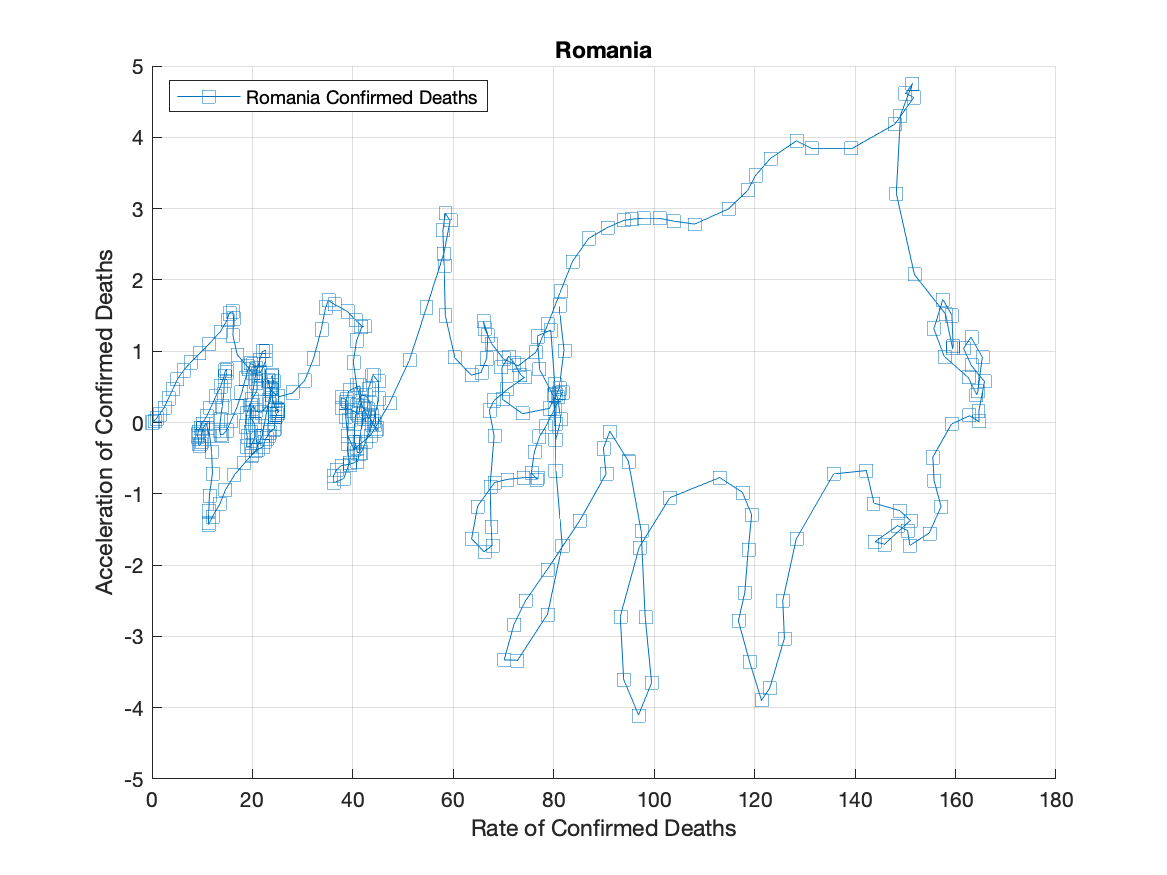 Romania
Romania Confirmed Deaths
5
4
3
2
1
0
-1
-2
-3
-4
-5
Acceleration of Confirmed Deaths
0 20 40 60 80 100 120 140 160 180
Rate of Confirmed Deaths